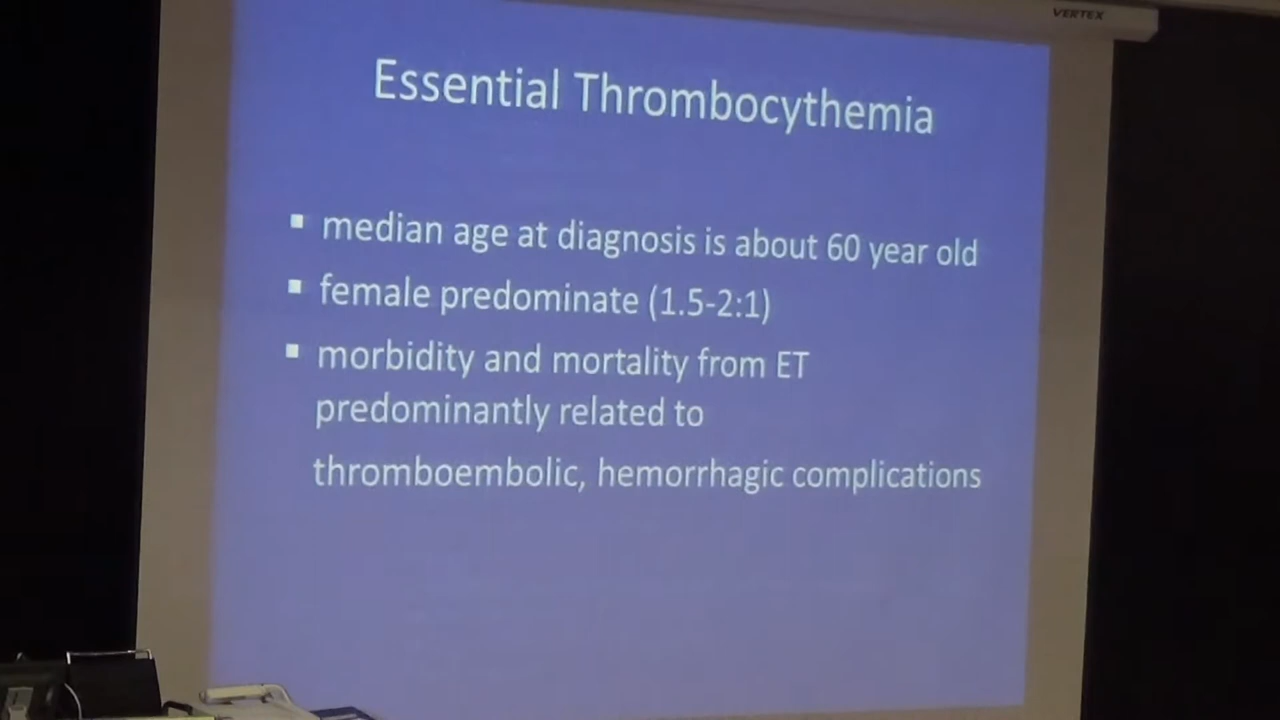 VERTEX
Essential Thrombocythemia
▪ median age at diagnosis is about 60 year old
▪ female predominate (1.5-2:1)
▪ morbidity and mortality from ET
predominantly related to
thromboembolic, hemorrhagic complications